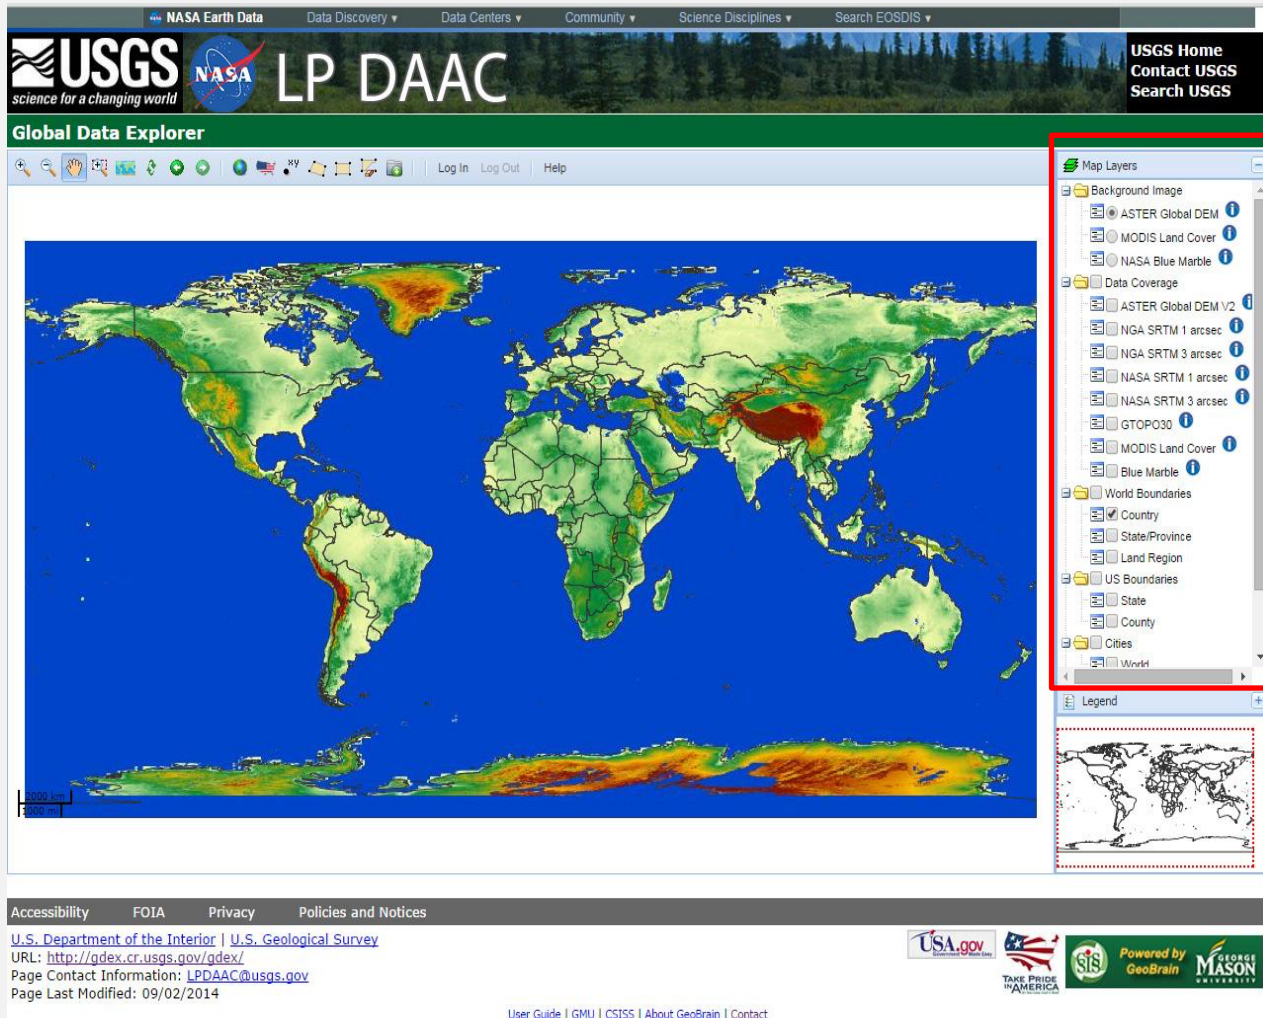 NASA Earth Data Data Discovery ▾ Data Centers ▾ Community ▾ Science Disciplines ▾ Search EOSDIS ▾
USGS
science for a changing world
NASA
LP DAAC
USGS Home
Contact USGS
Search USGS
Global Data Explorer
XY
Log In Log Out Help
Map Layers
Background Image
ASTER Global DEM
MODIS Land Cover
NASA Blue Marble
Data Coverage
ASTER Global DEM V2
NGA SRTM 1 arcsec
NGA SRTM 3 arcsec
NASA SRTM 1 arcsec
NASA SRTM 3 arcsec
GTOPO30
MODIS Land Cover
Blue Marble
World Boundaries
Country
State/Province
Land Region
US Boundaries
State
County
Cities
World
Legend
2000 km
1000 mi
Accessibility FOIA Privacy Policies and Notices
U.S. Department of the Interior | U.S. Geological Survey
URL: http://gdex.cr.usgs.gov/gdex/
Page Contact Information: LPDAAC@usgs.gov
Page Last Modified: 09/02/2014
USA.gov
Government Made Easy
TAKE PRIDE
IN AMERICA
SIS
Powered by
GeoBrain
GEORGE
MASON
UNIVERSITY
User Guide | GMU | CSISS | About GeoBrain | Contact